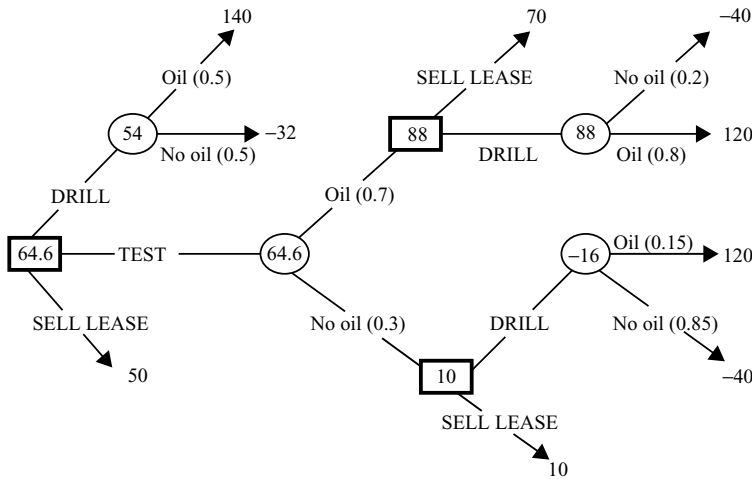 140
70
−40
Oil (0.5)
SELL LEASE
No oil (0.2)
54
−32
88
88
120
No oil (0.5)
DRILL
Oil (0.8)
DRILL
Oil (0.7)
64.6
TEST
64.6
−16
Oil (0.15)
120
SELL LEASE
No oil (0.3)
DRILL
No oil (0.85)
50
10
−40
SELL LEASE
10